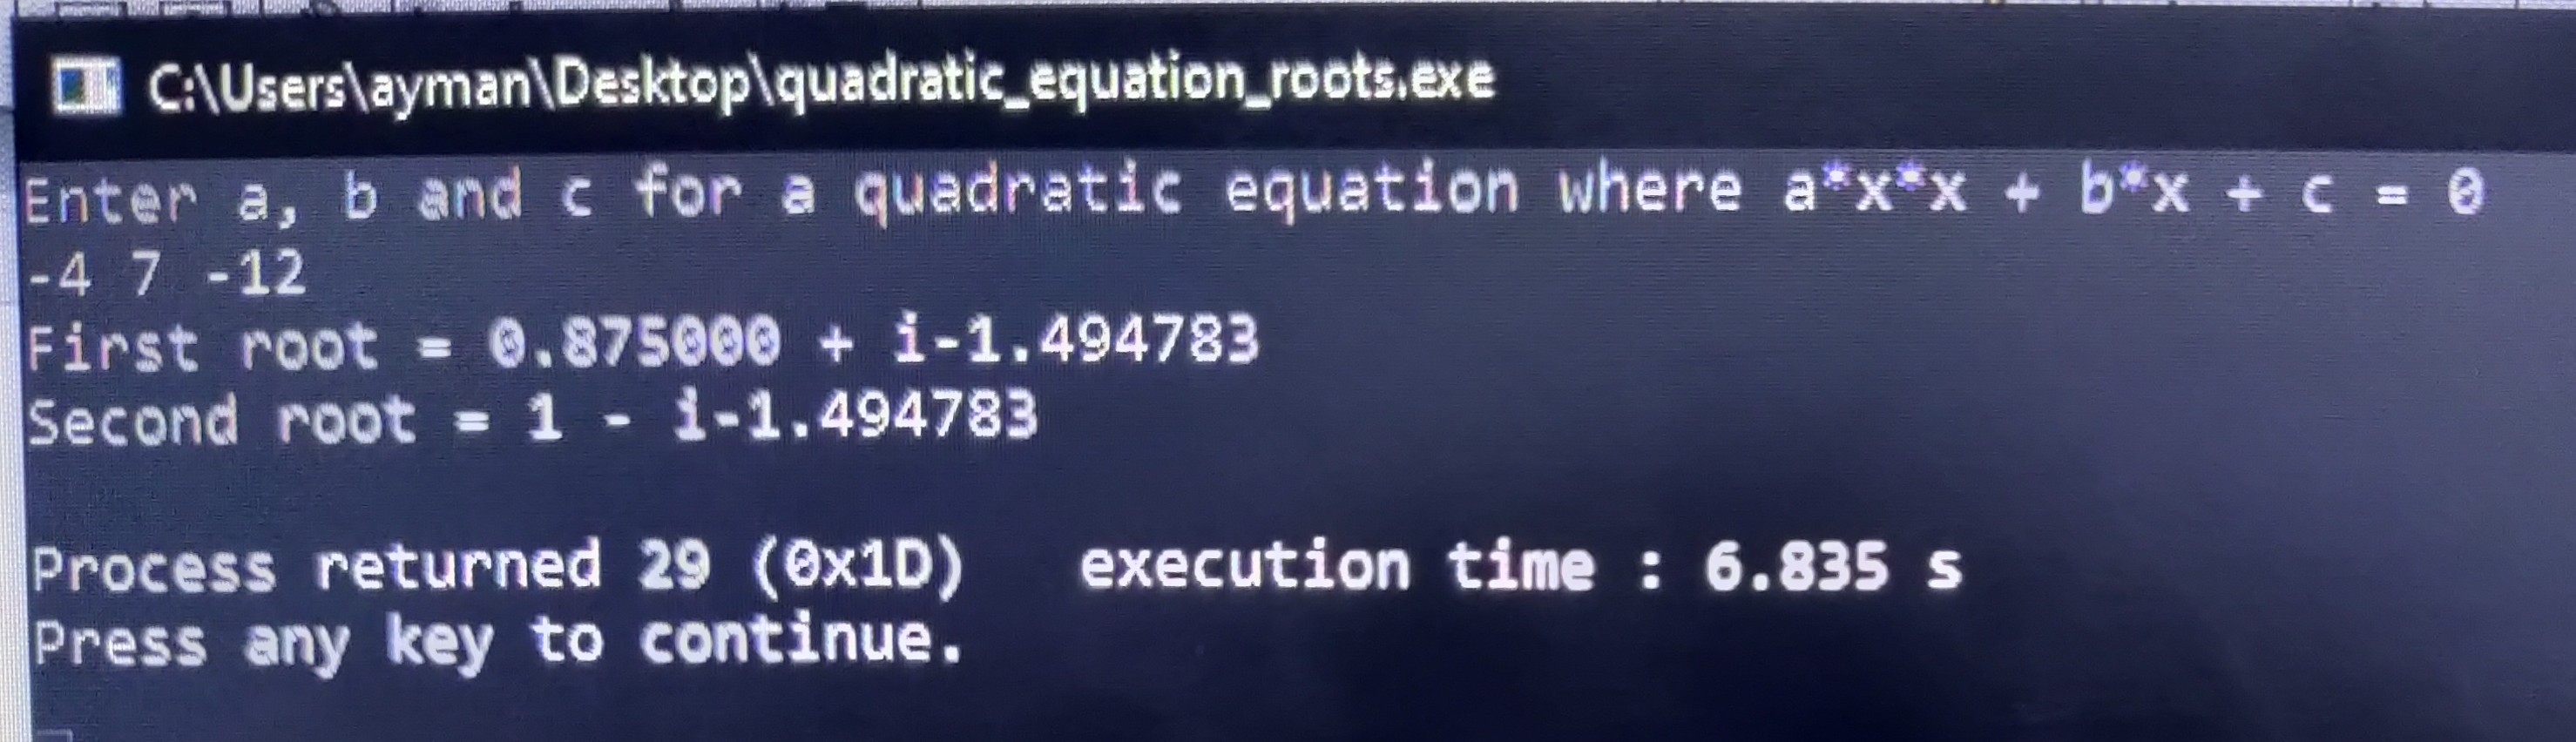 C:\Users\ayman\Desktop\quadratic_equation_roots.exe
Enter a, b and c for a quadratic equation where a*x*x + b*x + c = 0
-4 7 -12
First root = 0.875000 + i-1.494783
Second root = 1 - i-1.494783
Process returned 29 (0x1D)   execution time : 6.835 s
Press any key to continue.